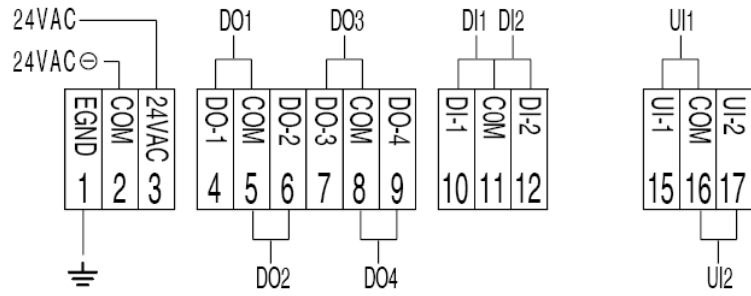 24VAC DO1 DO3 DI1 DI2 UI1
24VAC⊖
EGND COM 24VAC DO-1 COM DO-2 DO-3 COM DO-4 DI-1 COM DI-2 UI-1 COM UI-2
1 2 3 4 5 6 7 8 9 10 11 12 15 16 17
DO2 DO4 UI2